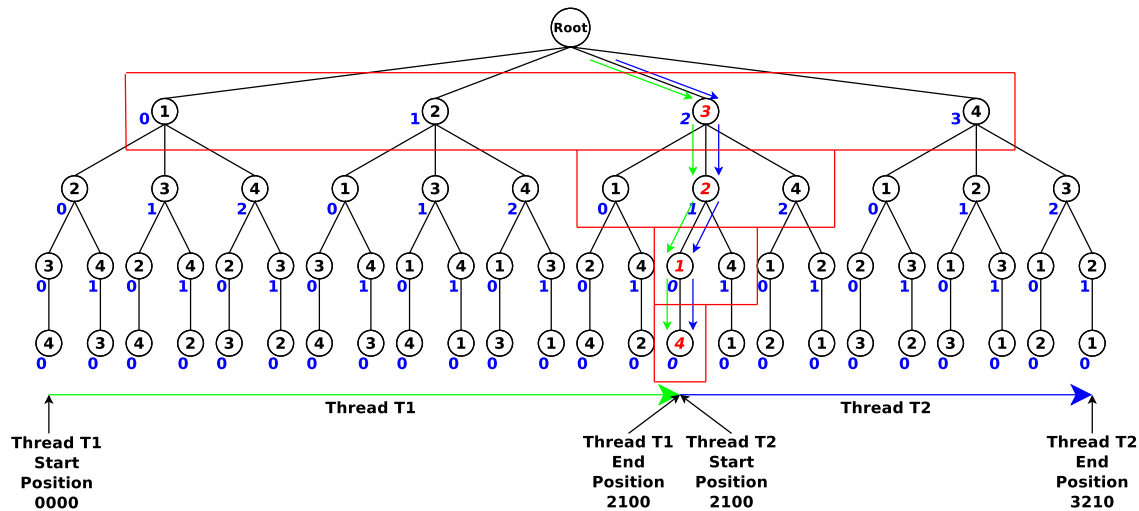 Root
1 2 3 4
0 1 2 3
2 3 4 1 3 4 1 2 4 1 2 3
0 1 2 0 1 2 0 1 2 0 1 2
3 4 2 4 2 3 3 4 1 4 1 3 2 4 1 4 1 2 2 3 1 3 1 2
0 1 0 1 0 1 0 1 0 1 0 1 0 1 0 1 0 1 0 1 0 1 0 1
4 3 4 2 3 2 4 3 4 1 3 1 4 2 4 1 2 1 3 2 3 1 2 1
0 0 0 0 0 0 0 0 0 0 0 0 0 0 0 0 0 0 0 0 0 0 0 0
Thread T1
Thread T2
Thread T1
Start
Position
0000
Thread T1
End
Position
2100
Thread T2
Start
Position
2100
Thread T2
End
Position
3210